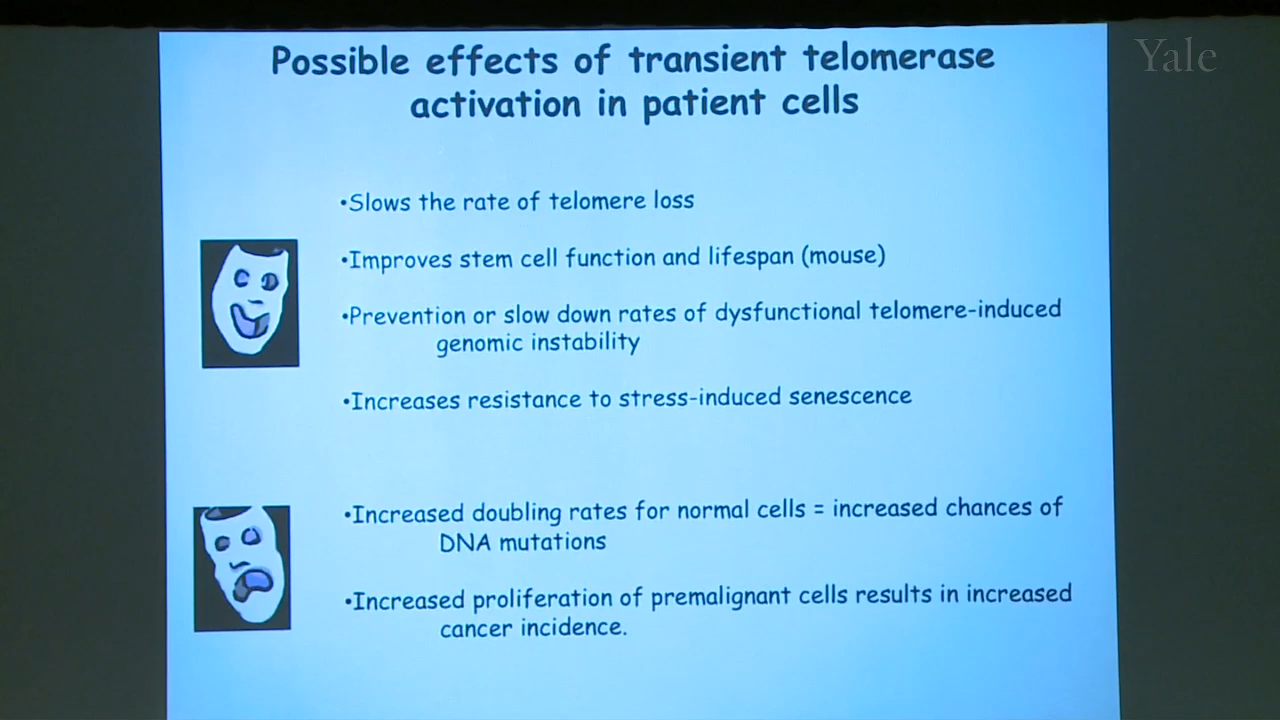 Possible effects of transient telomerase
activation in patient cells
Yale
•Slows the rate of telomere loss
•Improves stem cell function and lifespan (mouse)
•Prevention or slow down rates of dysfunctional telomere-induced
genomic instability
•Increases resistance to stress-induced senescence
•Increased doubling rates for normal cells = increased chances of
DNA mutations
•Increased proliferation of premalignant cells results in increased
cancer incidence.